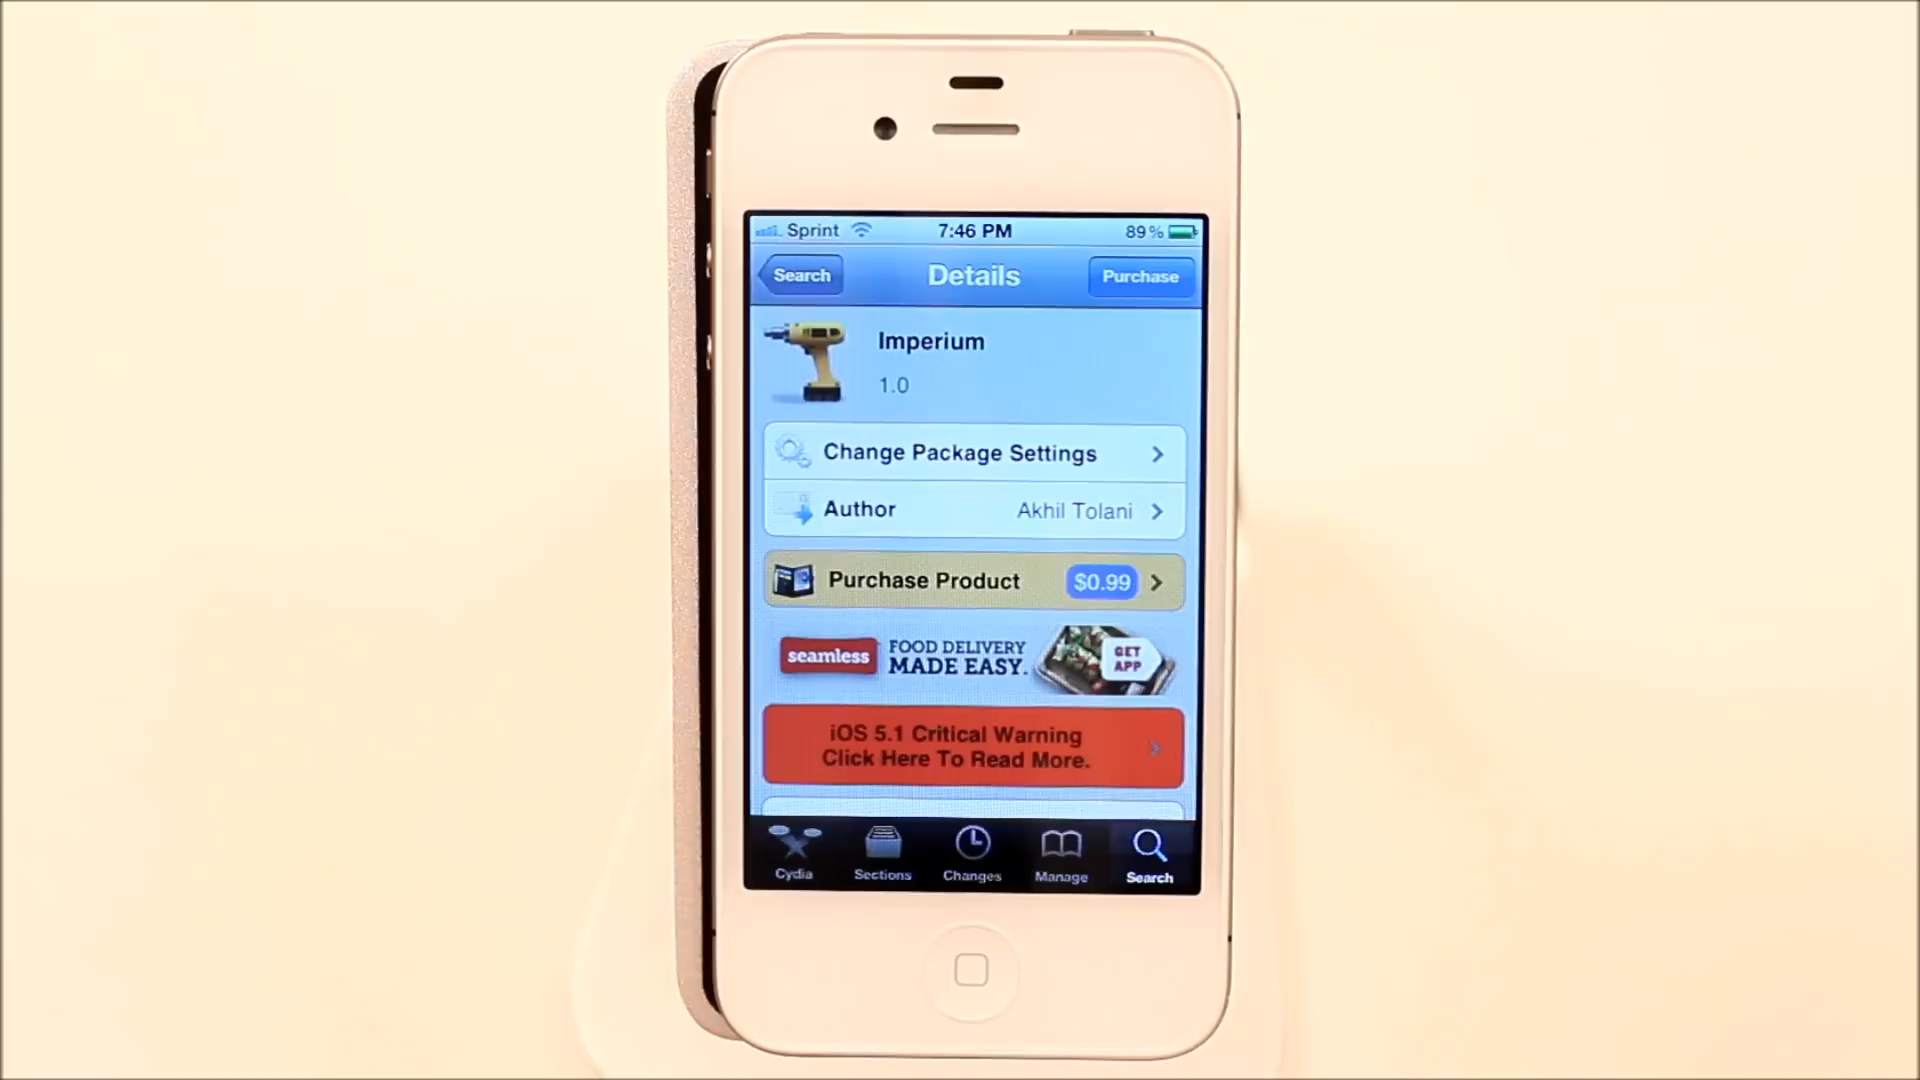 Sprint 7:46 PM 89%
Search Details Purchase
Imperium
1.0
Change Package Settings
Author Akhil Tolani
Purchase Product $0.99
seamless FOOD DELIVERY
MADE EASY.
GET
APP
iOS 5.1 Critical Warning
Click Here To Read More.
Cydia Sections Changes Manage Search